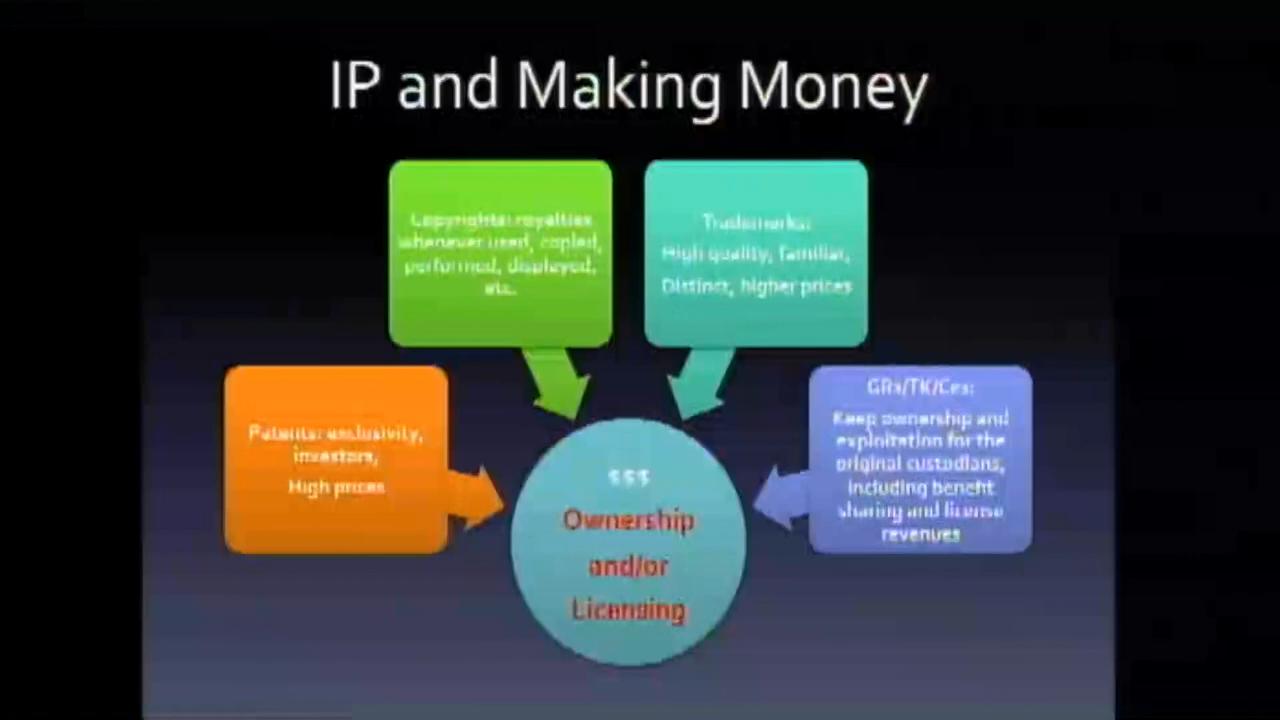 IP and Making Money
Copyrights: royalties
whenever used, copied,
performed, displayed,
etc.
Trademarks:
High quality, familiar,
Distinct, higher prices
Patents: exclusivity,
investors,
High prices
GRs/TK/Ces:
Keep ownership and
exploitation for the
original custodians,
including benefit
sharing and license
revenues
$$$
Ownership
and/or
Licensing